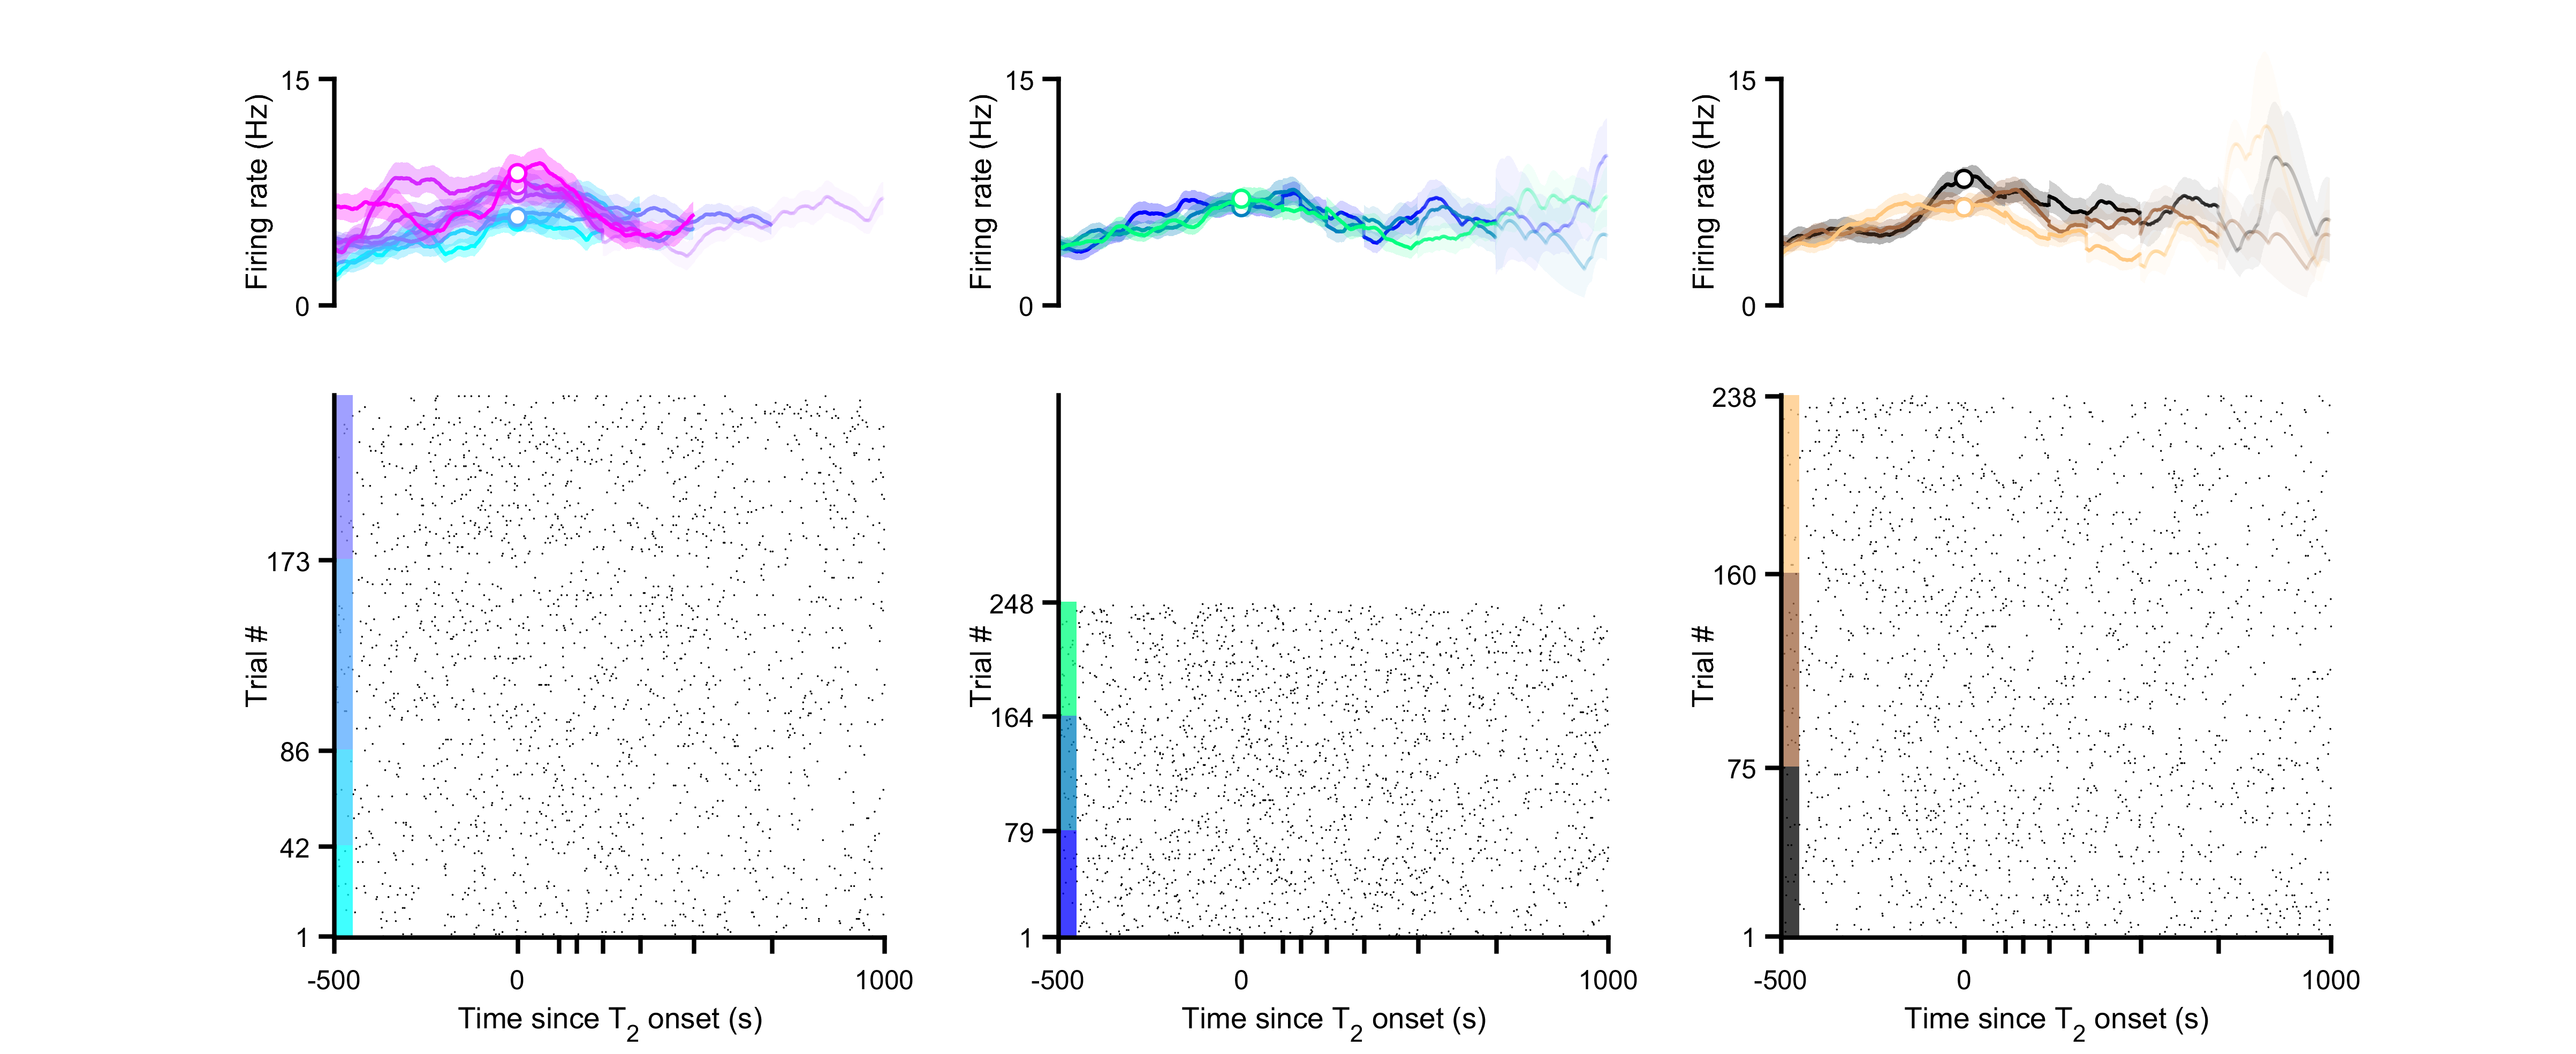 15
Firing rate (Hz)
0
15
Firing rate (Hz)
0
15
Firing rate (Hz)
0
173
86
42
1
Trial #
-500 0 1000
Time since T2 onset (s)
248
164
79
1
Trial #
-500 0 1000
Time since T2 onset (s)
238
160
75
1
Trial #
-500 0 1000
Time since T2 onset (s)